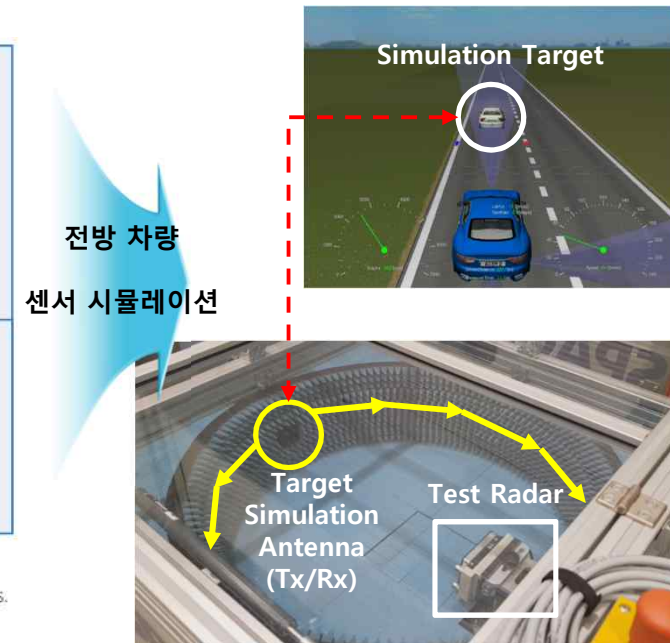 Simulation Target
전방 차량
센서 시뮬레이션
Target
Simulation
Antenna
(Tx/Rx)
Test Radar
s.